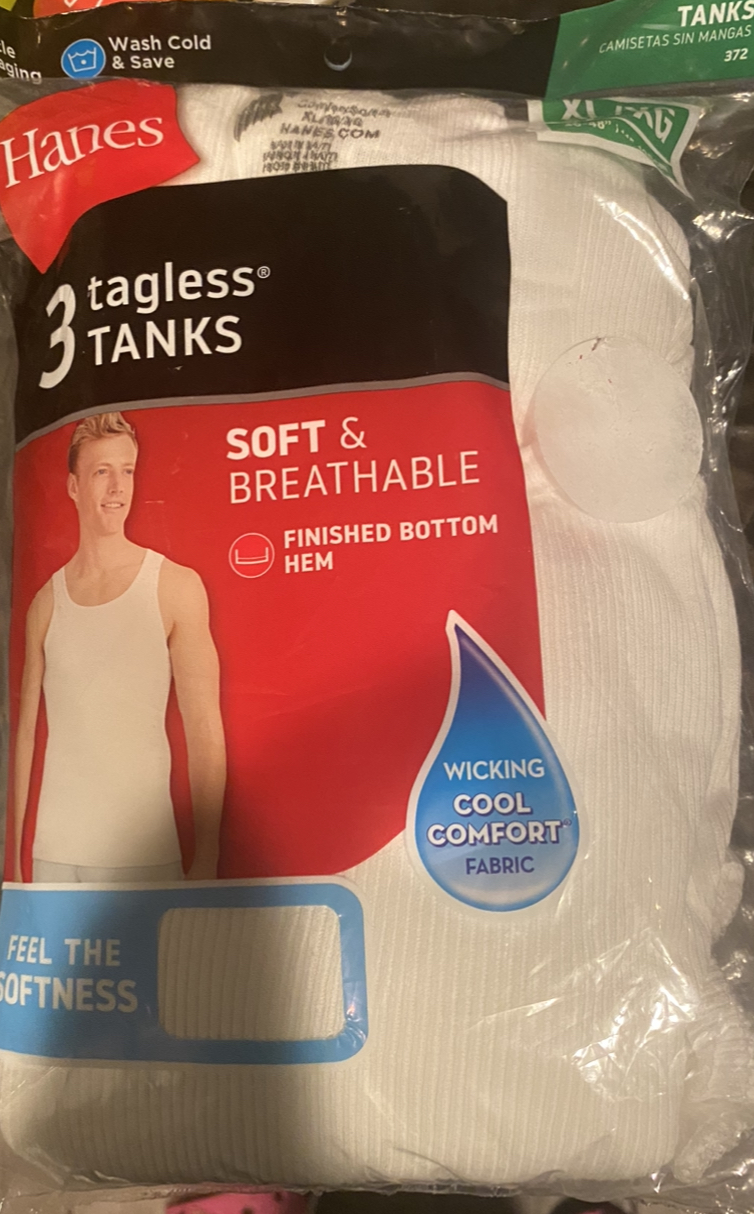 Wash Cold
& Save
TANKS
CAMISETAS SIN MANGAS
372
Hanes
HANES.COM
XL
3
tagless®
TANKS
SOFT &
BREATHABLE
FINISHED BOTTOM
HEM
WICKING
COOL
COMFORT
FABRIC
FEEL THE
SOFTNESS